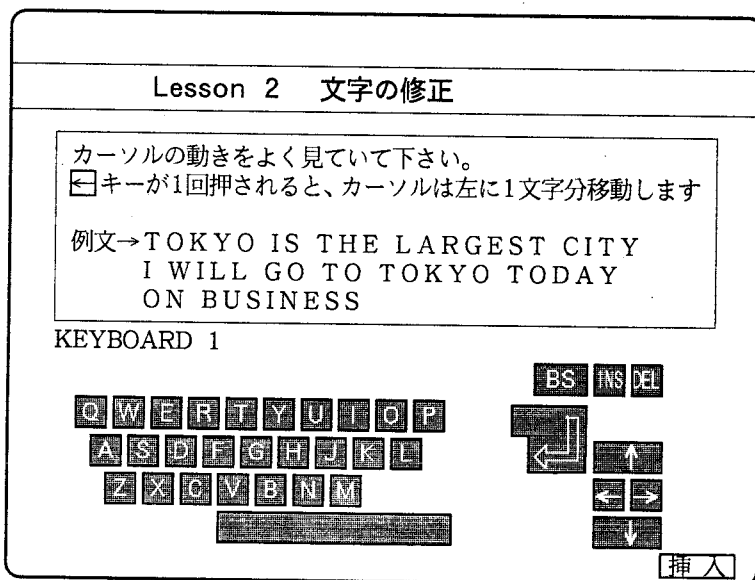 Lesson 2 文字の修正
カーソルの動きをよく見ていて下さい。
←キーが1回押されると、カーソルは左に1文字分移動します
例文→TOKYO IS THE LARGEST CITY
I WILL GO TO TOKYO TODAY
ON BUSINESS
KEYBOARD 1
BS INS DEL
Q W E R T Y U I O P
A S D F G H J K L
↑
Z X C V B N M
← →
↓
挿入